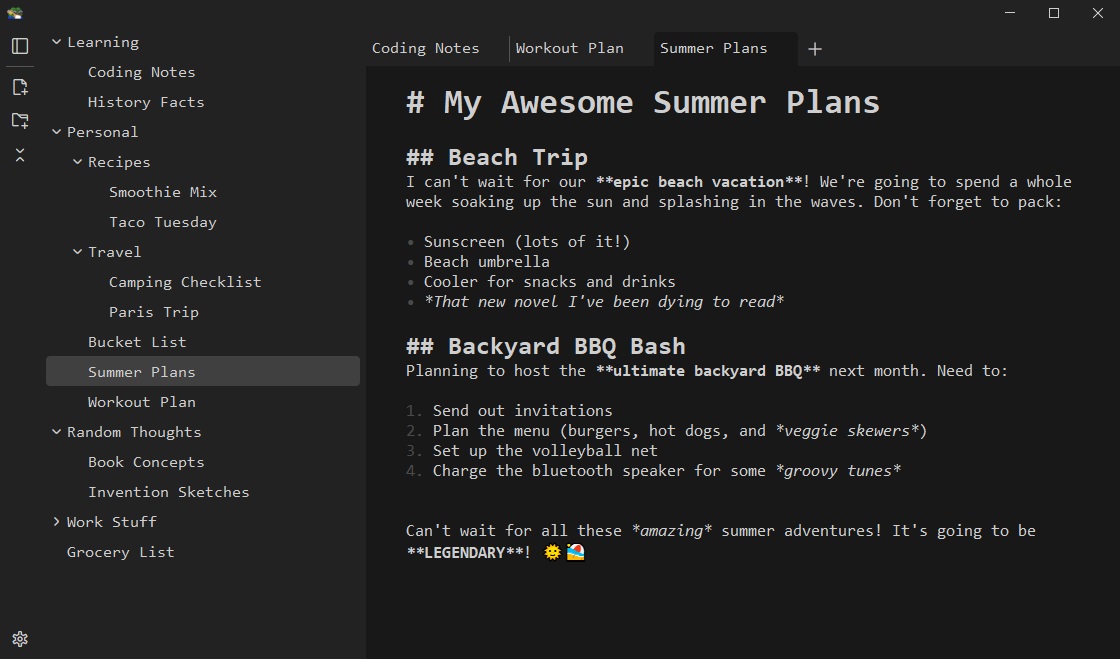 Learning
Coding Notes
History Facts
Personal
Recipes
Smoothie Mix
Taco Tuesday
Travel
Camping Checklist
Paris Trip
Bucket List
Summer Plans
Workout Plan
Random Thoughts
Book Concepts
Invention Sketches
Work Stuff
Grocery List
Coding Notes
Workout Plan
Summer Plans
# My Awesome Summer Plans
## Beach Trip
I can't wait for our **epic beach vacation**! We're going to spend a whole
week soaking up the sun and splashing in the waves. Don't forget to pack:
• Sunscreen (lots of it!)
• Beach umbrella
• Cooler for snacks and drinks
• *That new novel I've been dying to read*
## Backyard BBQ Bash
Planning to host the **ultimate backyard BBQ** next month. Need to:
1. Send out invitations
2. Plan the menu (burgers, hot dogs, and *veggie skewers*)
3. Set up the volleyball net
4. Charge the bluetooth speaker for some *groovy tunes*
Can't wait for all these *amazing* summer adventures! It's going to be
**LEGENDARY**! 🌞🏖️